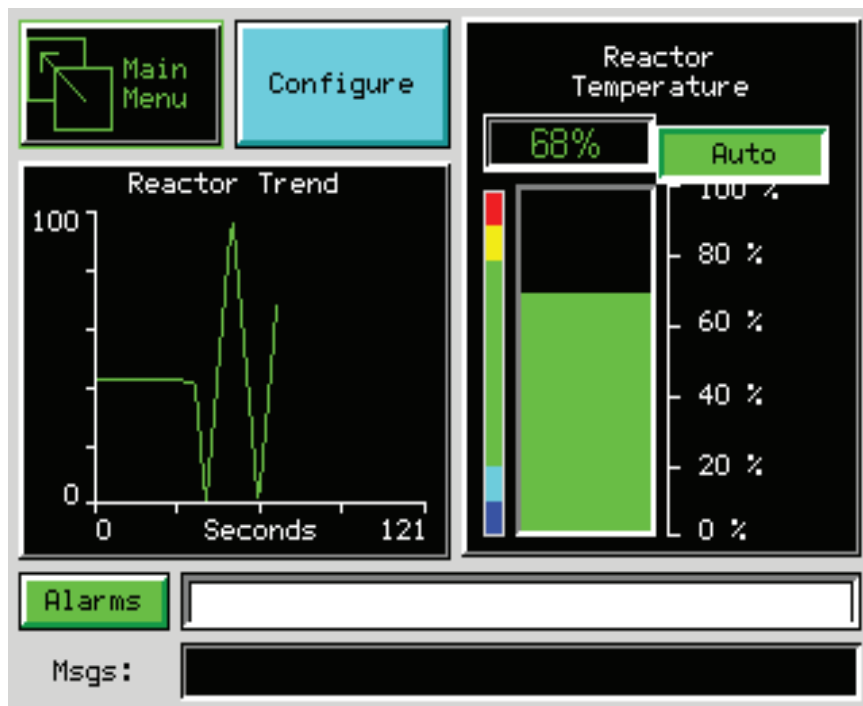 Main
Menu
Configure
Reactor
Temperature
68%
Auto
Reactor Trend
100
0
0 Seconds 121
100 %
80 %
60 %
40 %
20 %
0 %
Alarms
Msgs: